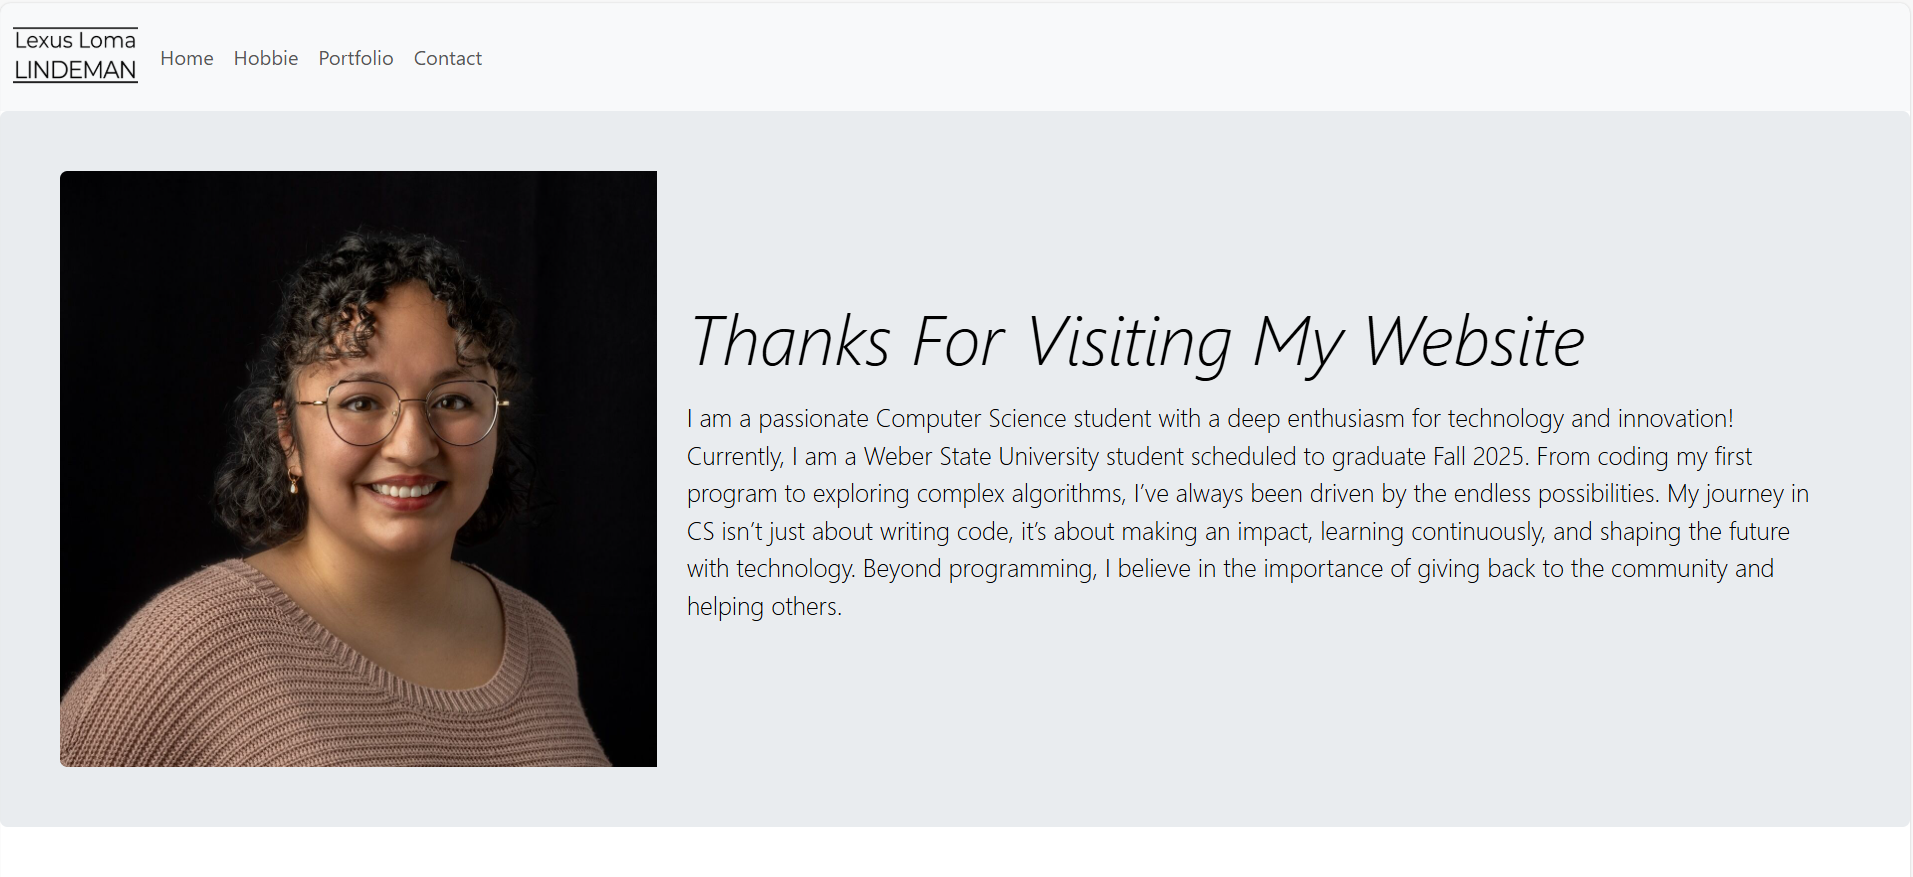 Lexus Loma
LINDEMAN
Home Hobbie Portfolio Contact
Thanks For Visiting My Website
I am a passionate Computer Science student with a deep enthusiasm for technology and innovation!
Currently, I am a Weber State University student scheduled to graduate Fall 2025. From coding my first
program to exploring complex algorithms, I’ve always been driven by the endless possibilities. My journey in
CS isn’t just about writing code, it’s about making an impact, learning continuously, and shaping the future
with technology. Beyond programming, I believe in the importance of giving back to the community and
helping others.